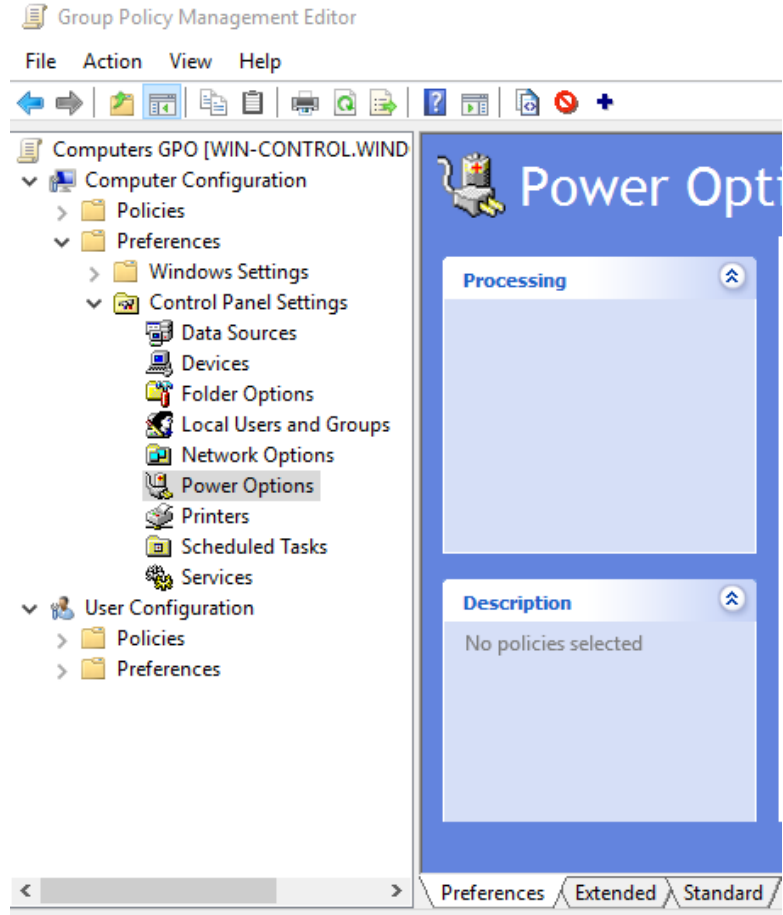 Group Policy Management Editor
File Action View Help
Computers GPO [WIN-CONTROL.WIND
Computer Configuration
Policies
Preferences
Windows Settings
Control Panel Settings
Data Sources
Devices
Folder Options
Local Users and Groups
Network Options
Power Options
Printers
Scheduled Tasks
Services
User Configuration
Policies
Preferences
Power Opti
Processing
Description
No policies selected
Preferences Extended Standard